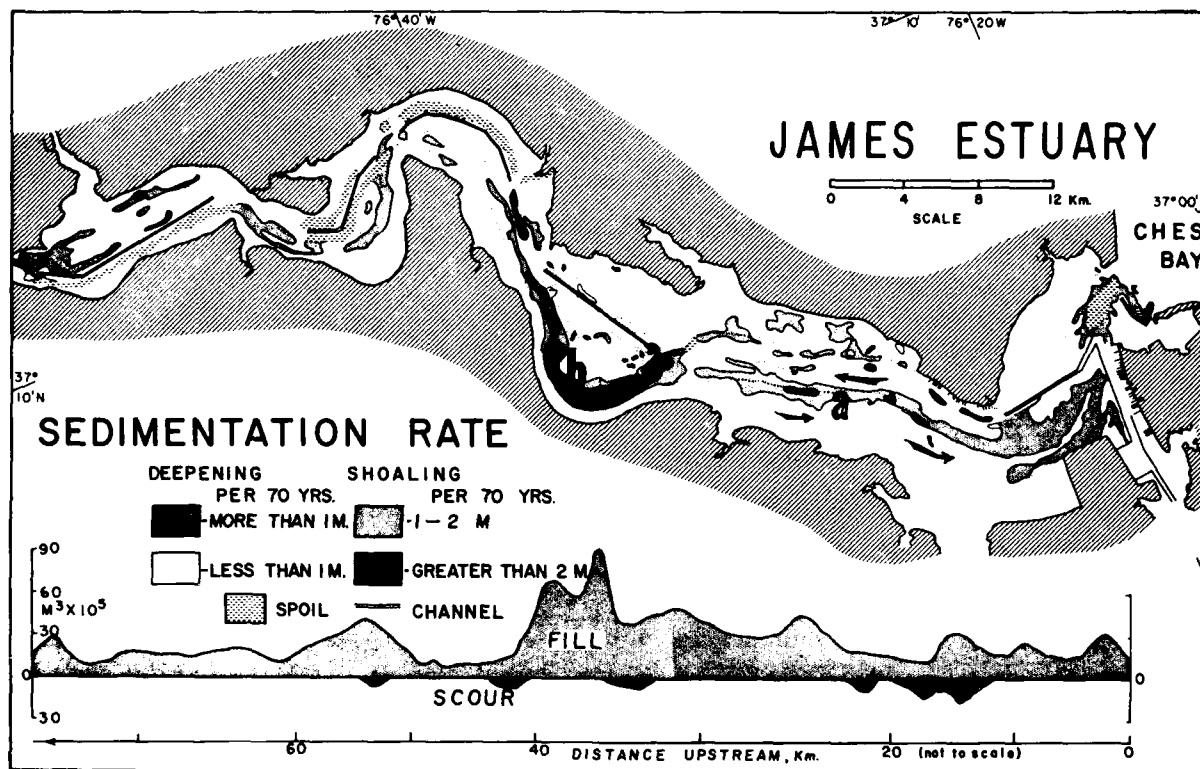 76° 40' W
37° 10' 76° 20 W
JAMES ESTUARY
0 4 8 12 Km.
SCALE
37° 00'
CHES
BAY
37°
10'N
b
a
SEDIMENTATION RATE
DEEPENING SHOALING
PER 70 YRS. PER 70 YRS.
MORE THAN 1M. 1-2 M
LESS THAN 1M. GREATER THAN 2M
SPOIL CHANNEL
90
60
M³X10⁵
30
0
30
FILL
SCOUR
0
60 40 20 0
DISTANCE UPSTREAM, Km. (not to scale)